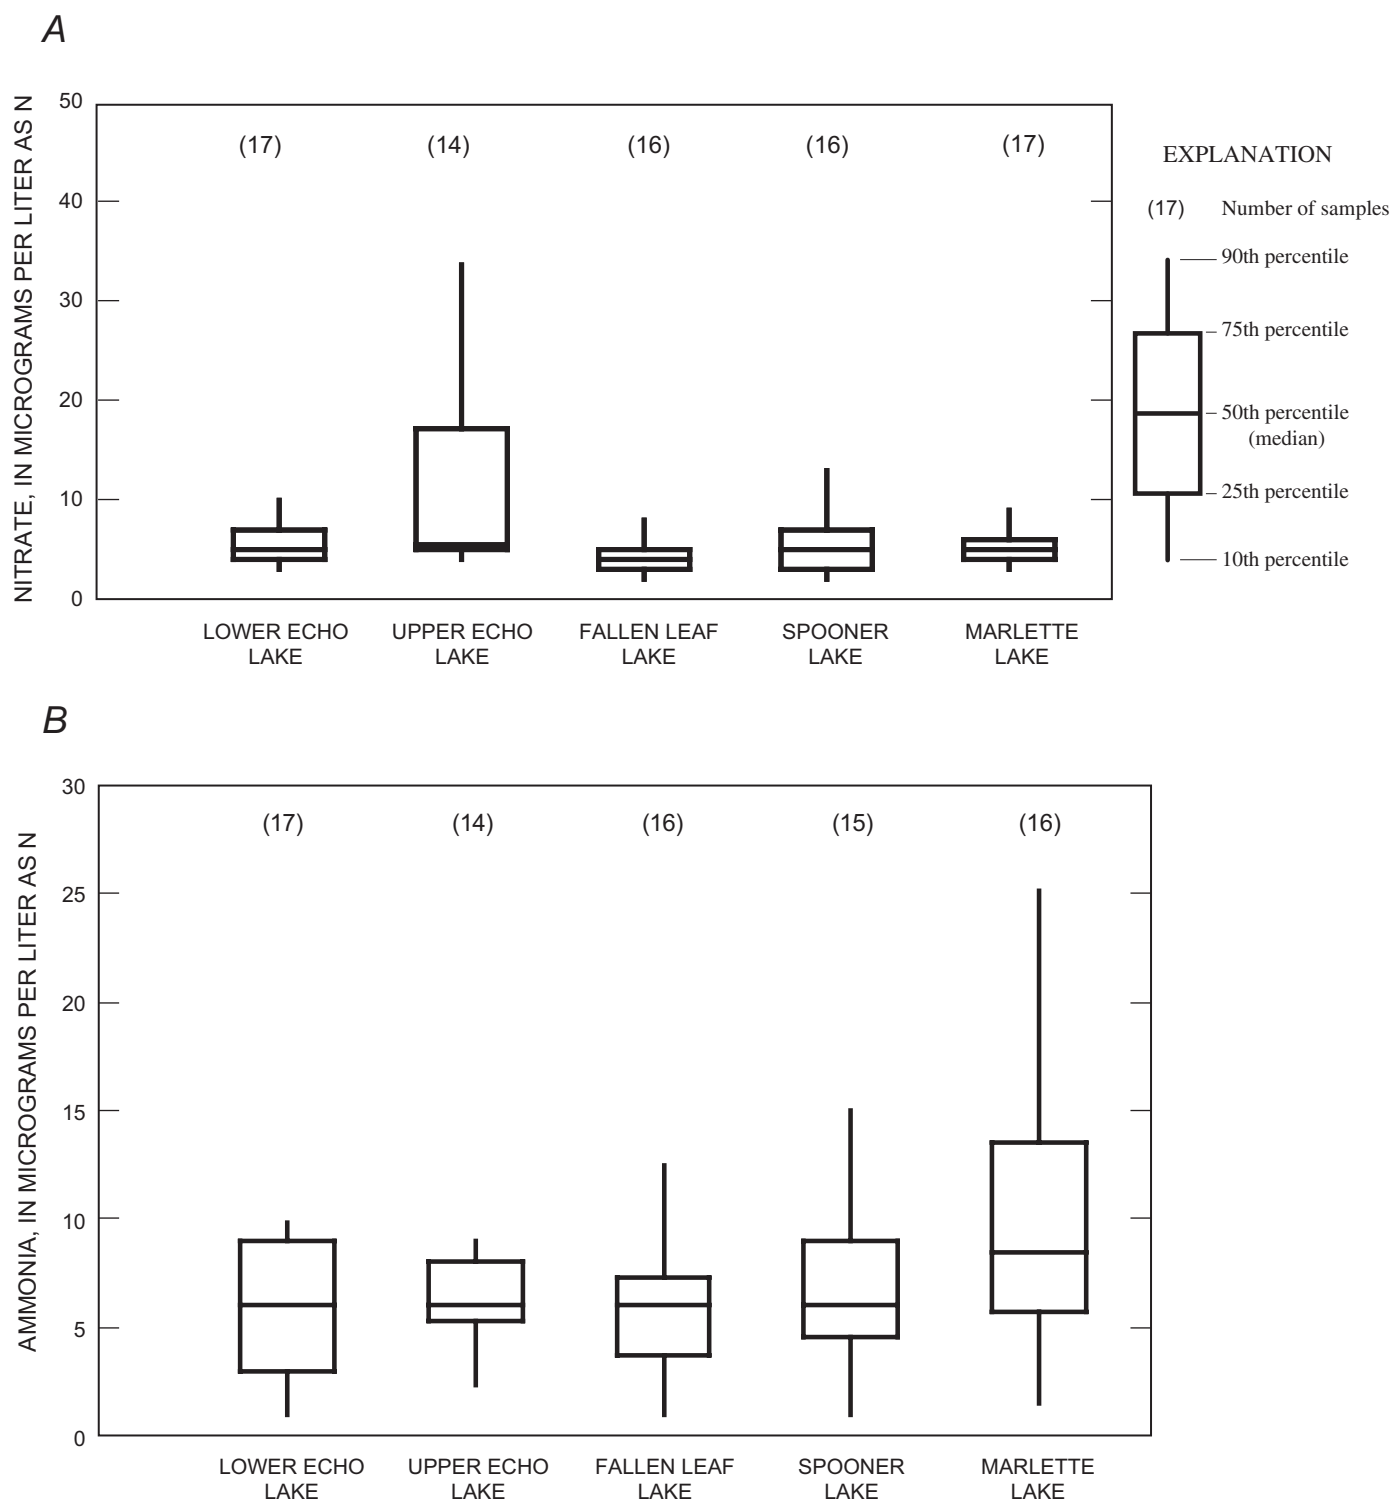 A
NITRATE, IN MICROGRAMS PER LITER AS N
50
40
30
20
10
0
(17)
(14)
(16)
(16)
(17)
LOWER ECHO
LAKE
UPPER ECHO
LAKE
FALLEN LEAF
LAKE
SPOONER
LAKE
MARLETTE
LAKE
EXPLANATION
(17) Number of samples
90th percentile
75th percentile
50th percentile
(median)
25th percentile
10th percentile
B
AMMONIA, IN MICROGRAMS PER LITER AS N
30
25
20
15
10
5
0
(17)
(14)
(16)
(15)
(16)
LOWER ECHO
LAKE
UPPER ECHO
LAKE
FALLEN LEAF
LAKE
SPOONER
LAKE
MARLETTE
LAKE